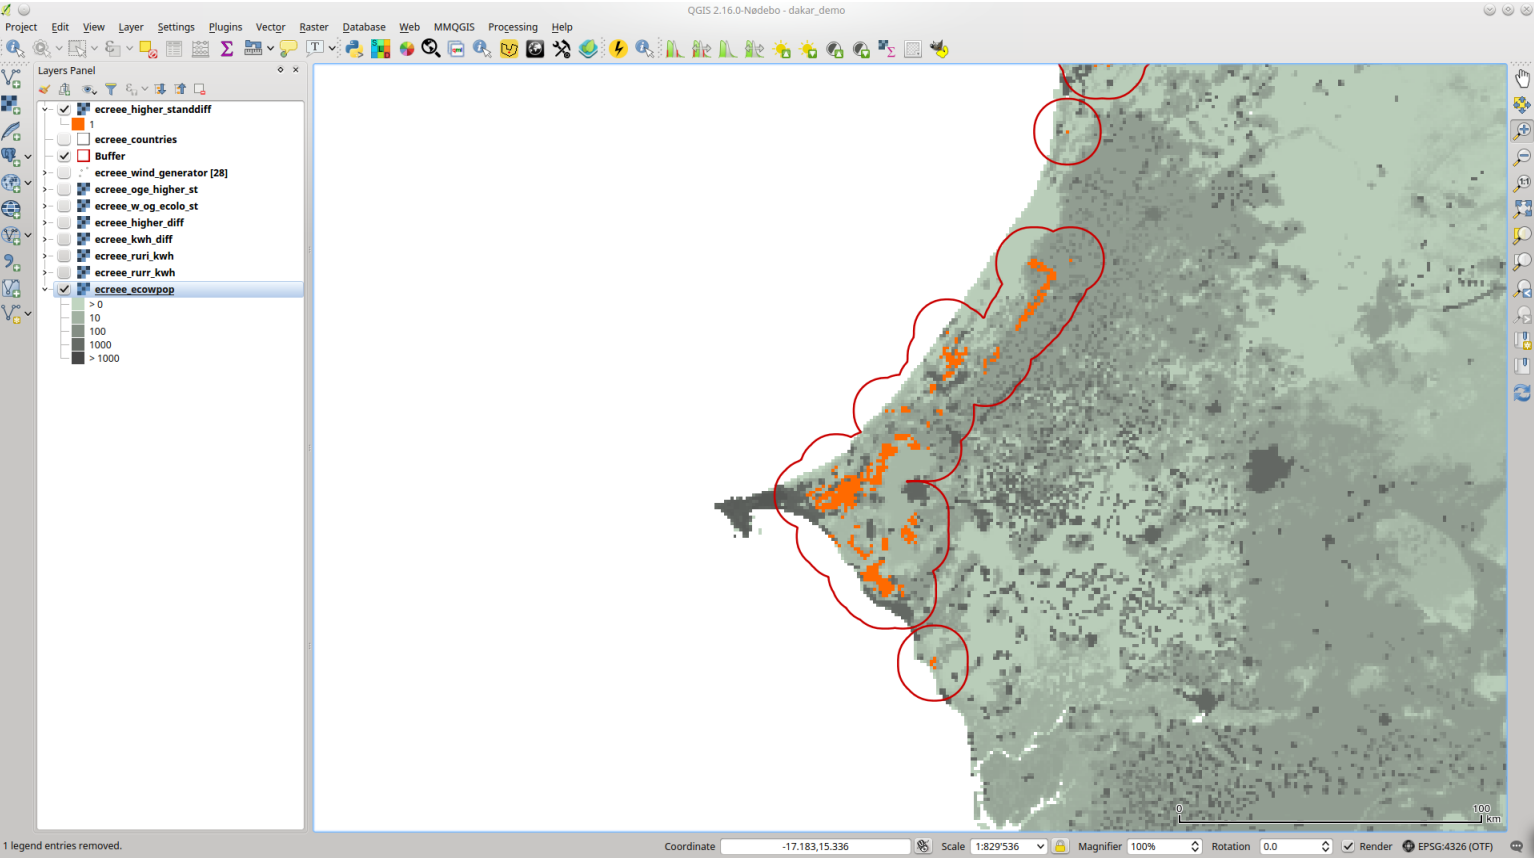 QGIS 2.16.0-Nødebo - dakar_demo
Project Edit View Layer Settings Plugins Vector Raster Database Web MMQGIS Processing Help
Layers Panel
ecreee_higher_standdiff
1
ecreee_countries
Buffer
ecreee_wind_generator [28]
ecreee_oge_higher_st
ecreee_w_og_ecolo_st
ecreee_higher_diff
ecreee_kwh_diff
ecreee_ruri_kwh
ecreee_rurr_kwh
ecreee_ecowpop
> 0
10
100
1000
> 1000
0 100
km
1 legend entries removed. Coordinate -17.183,15.336 Scale 1:829'536 Magnifier 100% Rotation 0.0 Render EPSG:4326 (OTF)